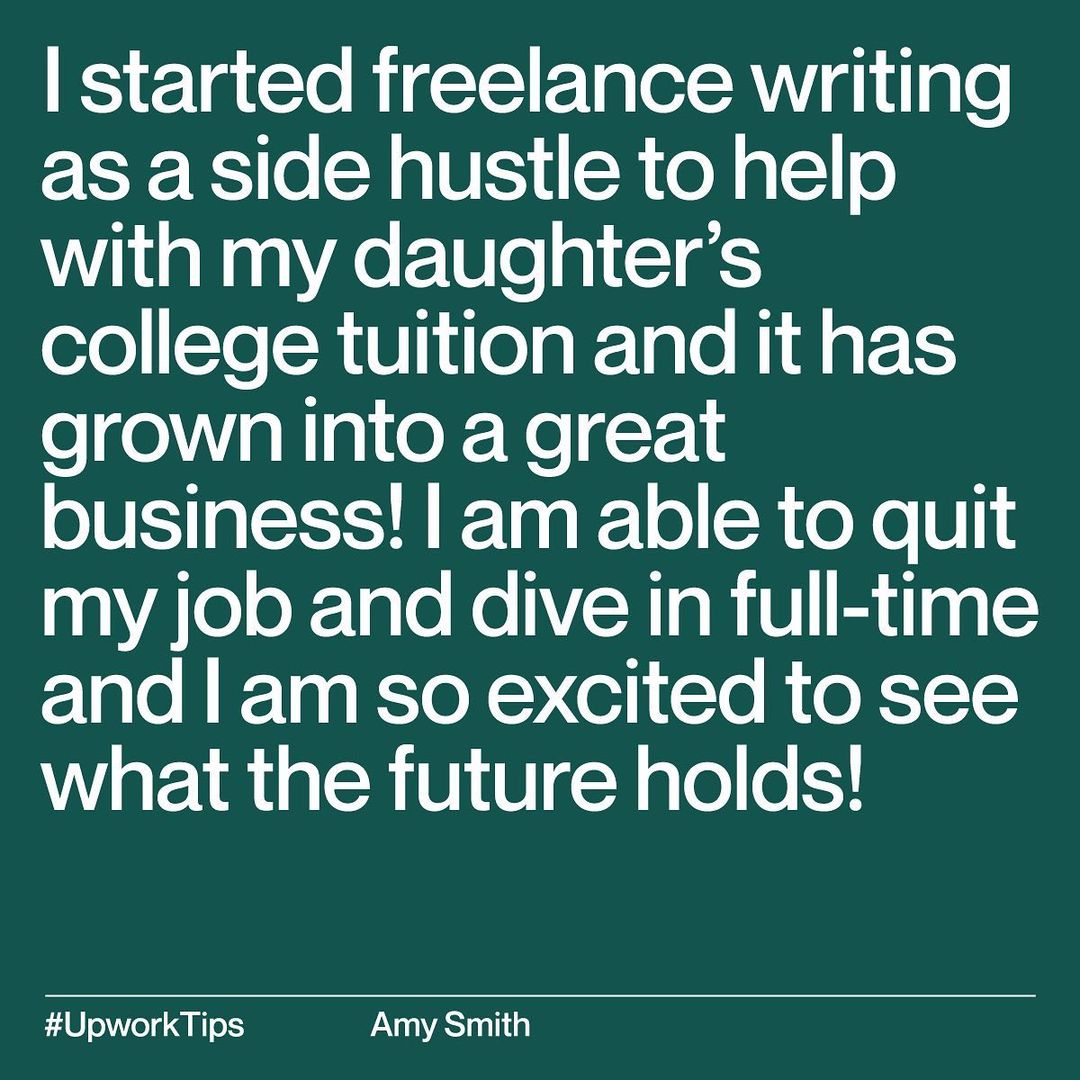 I started freelance writing
as a side hustle to help
with my daughter’s
college tuition and it has
grown into a great
business! I am able to quit
my job and dive in full-time
and I am so excited to see
what the future holds!
#UpworkTips
Amy Smith